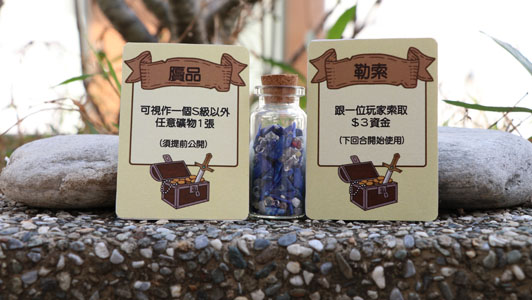 贗品
可視作一個S級以外
任意礦物1張
(須提前公開)
勒索
跟一位玩家索取
$3資金
(下回合開始使用)